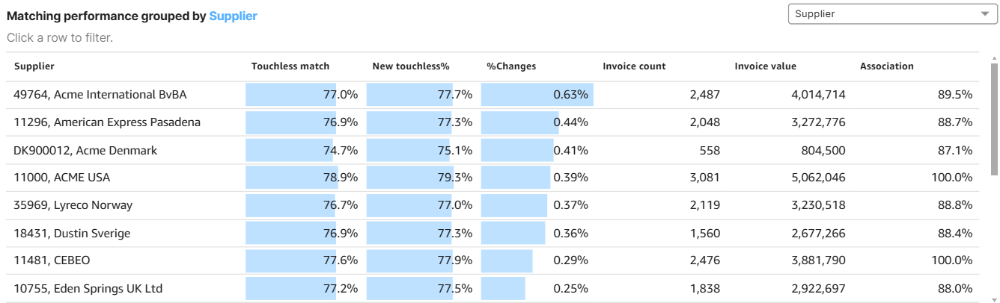 Matching performance grouped by Supplier
Supplier
Click a row to filter.
Supplier Touchless match New touchless% %Changes Invoice count Invoice value Association
49764, Acme International BvBA 77.0% 77.7% 0.63% 2,487 4,014,714 89.5%
11296, American Express Pasadena 76.9% 77.3% 0.44% 2,048 3,272,776 88.7%
DK900012, Acme Denmark 74.7% 75.1% 0.41% 558 804,500 87.1%
11000, ACME USA 78.9% 79.3% 0.39% 3,081 5,062,046 100.0%
35969, Lyreco Norway 76.7% 77.0% 0.37% 2,119 3,230,518 88.8%
18431, Dustin Sverige 76.9% 77.3% 0.36% 1,560 2,677,266 88.4%
11481, CEBEO 77.6% 77.9% 0.29% 2,476 3,881,790 100.0%
10755, Eden Springs UK Ltd 77.2% 77.5% 0.25% 1,838 2,922,697 88.0%